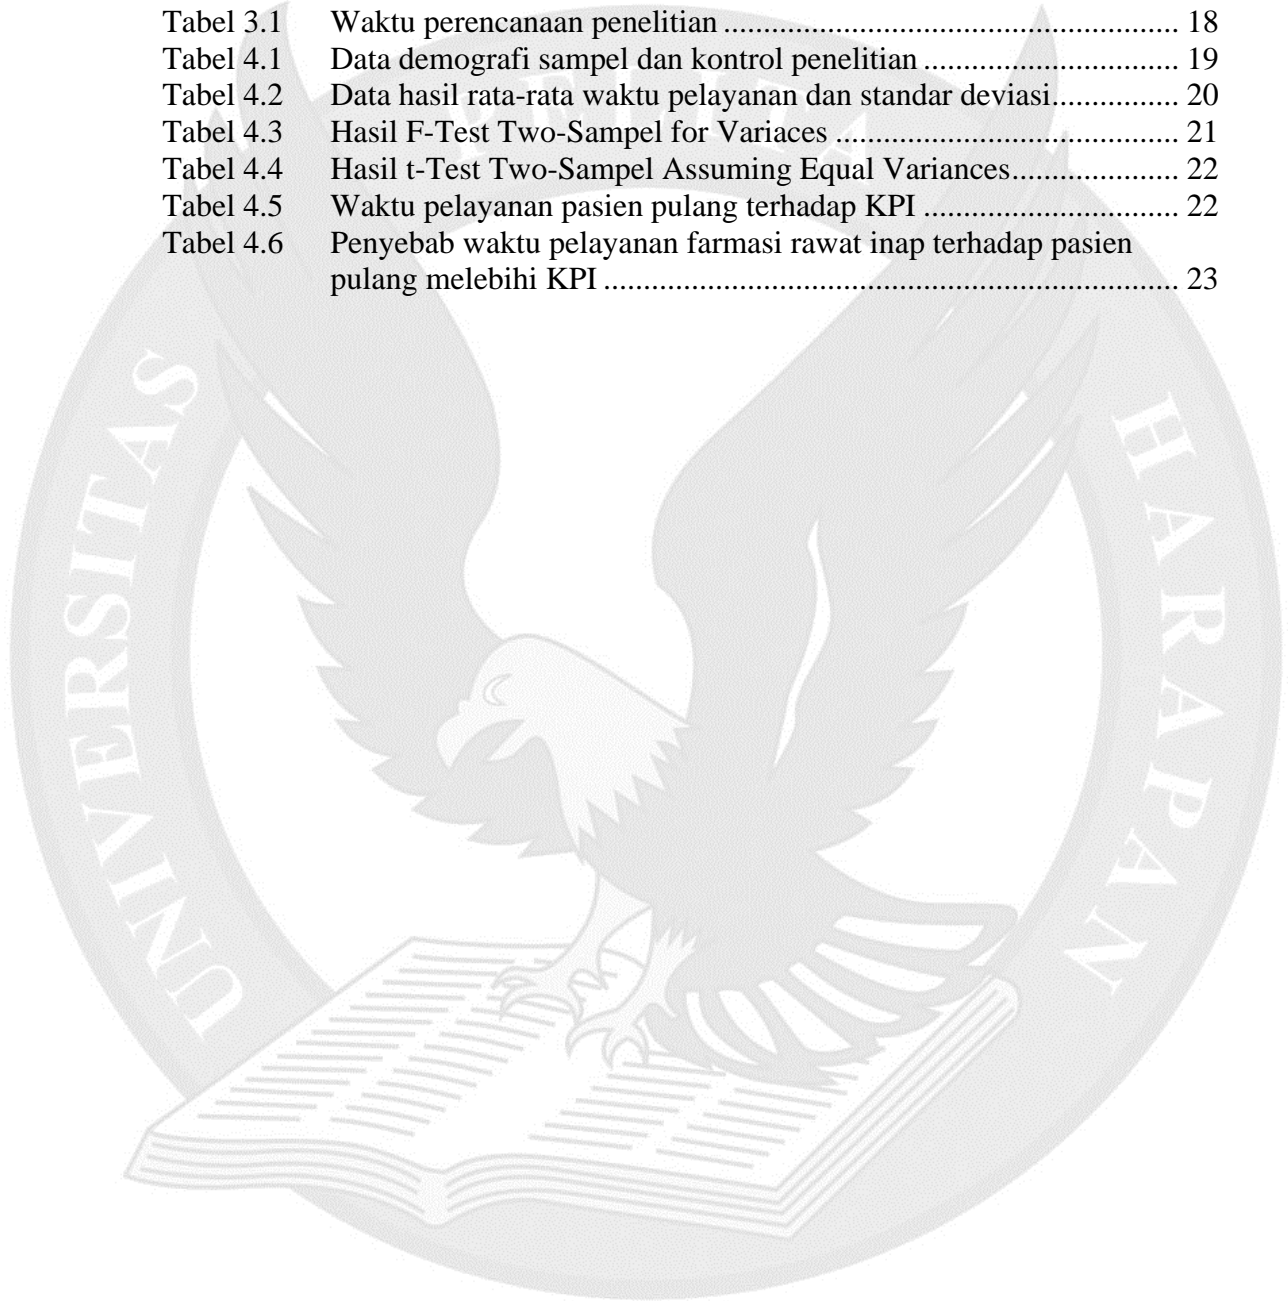 Tabel 3.1 Waktu perencanaan penelitian ........................................................ 18
Tabel 4.1 Data demografi sampel dan kontrol penelitian ................................ 19
Tabel 4.2 Data hasil rata-rata waktu pelayanan dan standar deviasi................ 20
Tabel 4.3 Hasil F-Test Two-Sampel for Variaces ........................................... 21
Tabel 4.4 Hasil t-Test Two-Sampel Assuming Equal Variances..................... 22
Tabel 4.5 Waktu pelayanan pasien pulang terhadap KPI ................................ 22
Tabel 4.6 Penyebab waktu pelayanan farmasi rawat inap terhadap pasien
pulang melebihi KPI ........................................................................ 23
UNIVERSITAS
PELITA
HARAPAN